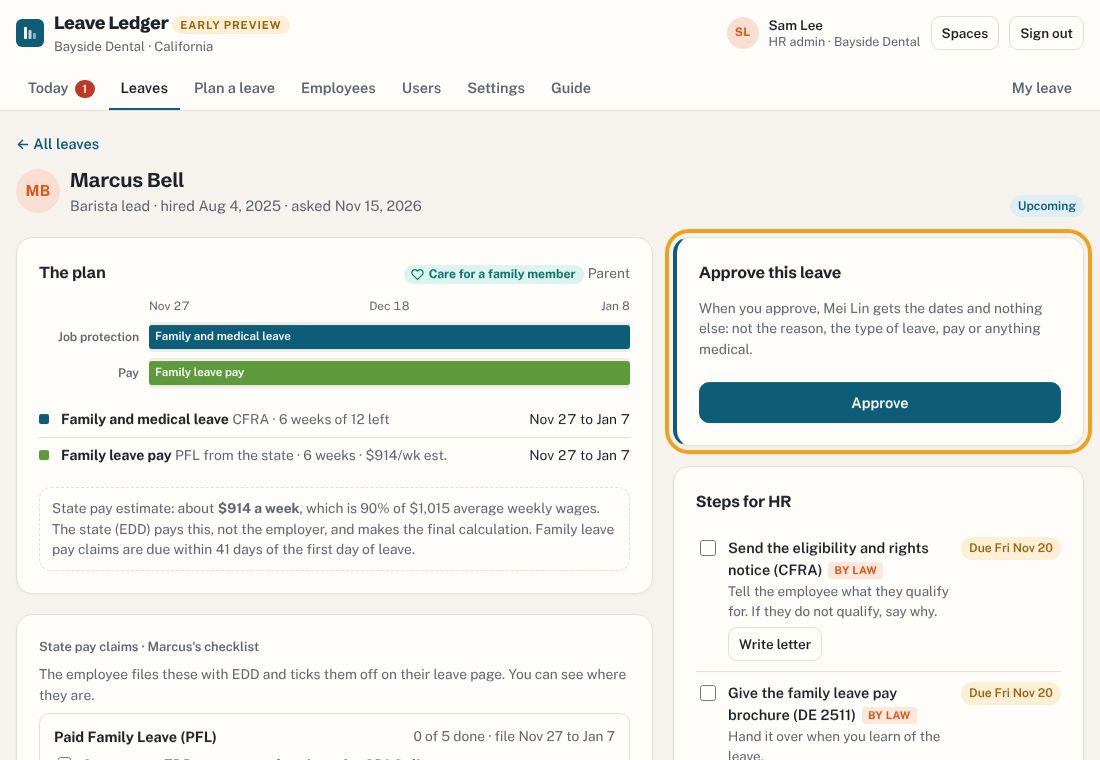 Leave Ledger EARLY PREVIEW
Bayside Dental · California
SL
Sam Lee
HR admin · Bayside Dental
Spaces
Sign out
Today 1
Leaves
Plan a leave
Employees
Users
Settings
Guide
My leave
← All leaves
MB
Marcus Bell
Barista lead · hired Aug 4, 2025 · asked Nov 15, 2026
Upcoming
The plan
Care for a family member Parent
Nov 27
Dec 18
Jan 8
Job protection
Family and medical leave
Pay
Family leave pay
Family and medical leave CFRA · 6 weeks of 12 left
Nov 27 to Jan 7
Family leave pay PFL from the state · 6 weeks · $914/wk est.
Nov 27 to Jan 7
State pay estimate: about $914 a week, which is 90% of $1,015 average weekly wages.
The state (EDD) pays this, not the employer, and makes the final calculation. Family leave
pay claims are due within 41 days of the first day of leave.
State pay claims · Marcus's checklist
The employee files these with EDD and ticks them off on their leave page. You can see where
they are.
Paid Family Leave (PFL)
0 of 5 done · file Nov 27 to Jan 7
Approve this leave
When you approve, Mei Lin gets the dates and nothing
else: not the reason, the type of leave, pay or anything
medical.
Approve
Steps for HR
Send the eligibility and rights
notice (CFRA) BY LAW
Due Fri Nov 20
Tell the employee what they qualify
for. If they do not qualify, say why.
Write letter
Give the family leave pay
brochure (DE 2511) BY LAW
Due Fri Nov 20
Hand it over when you learn of the
leave.